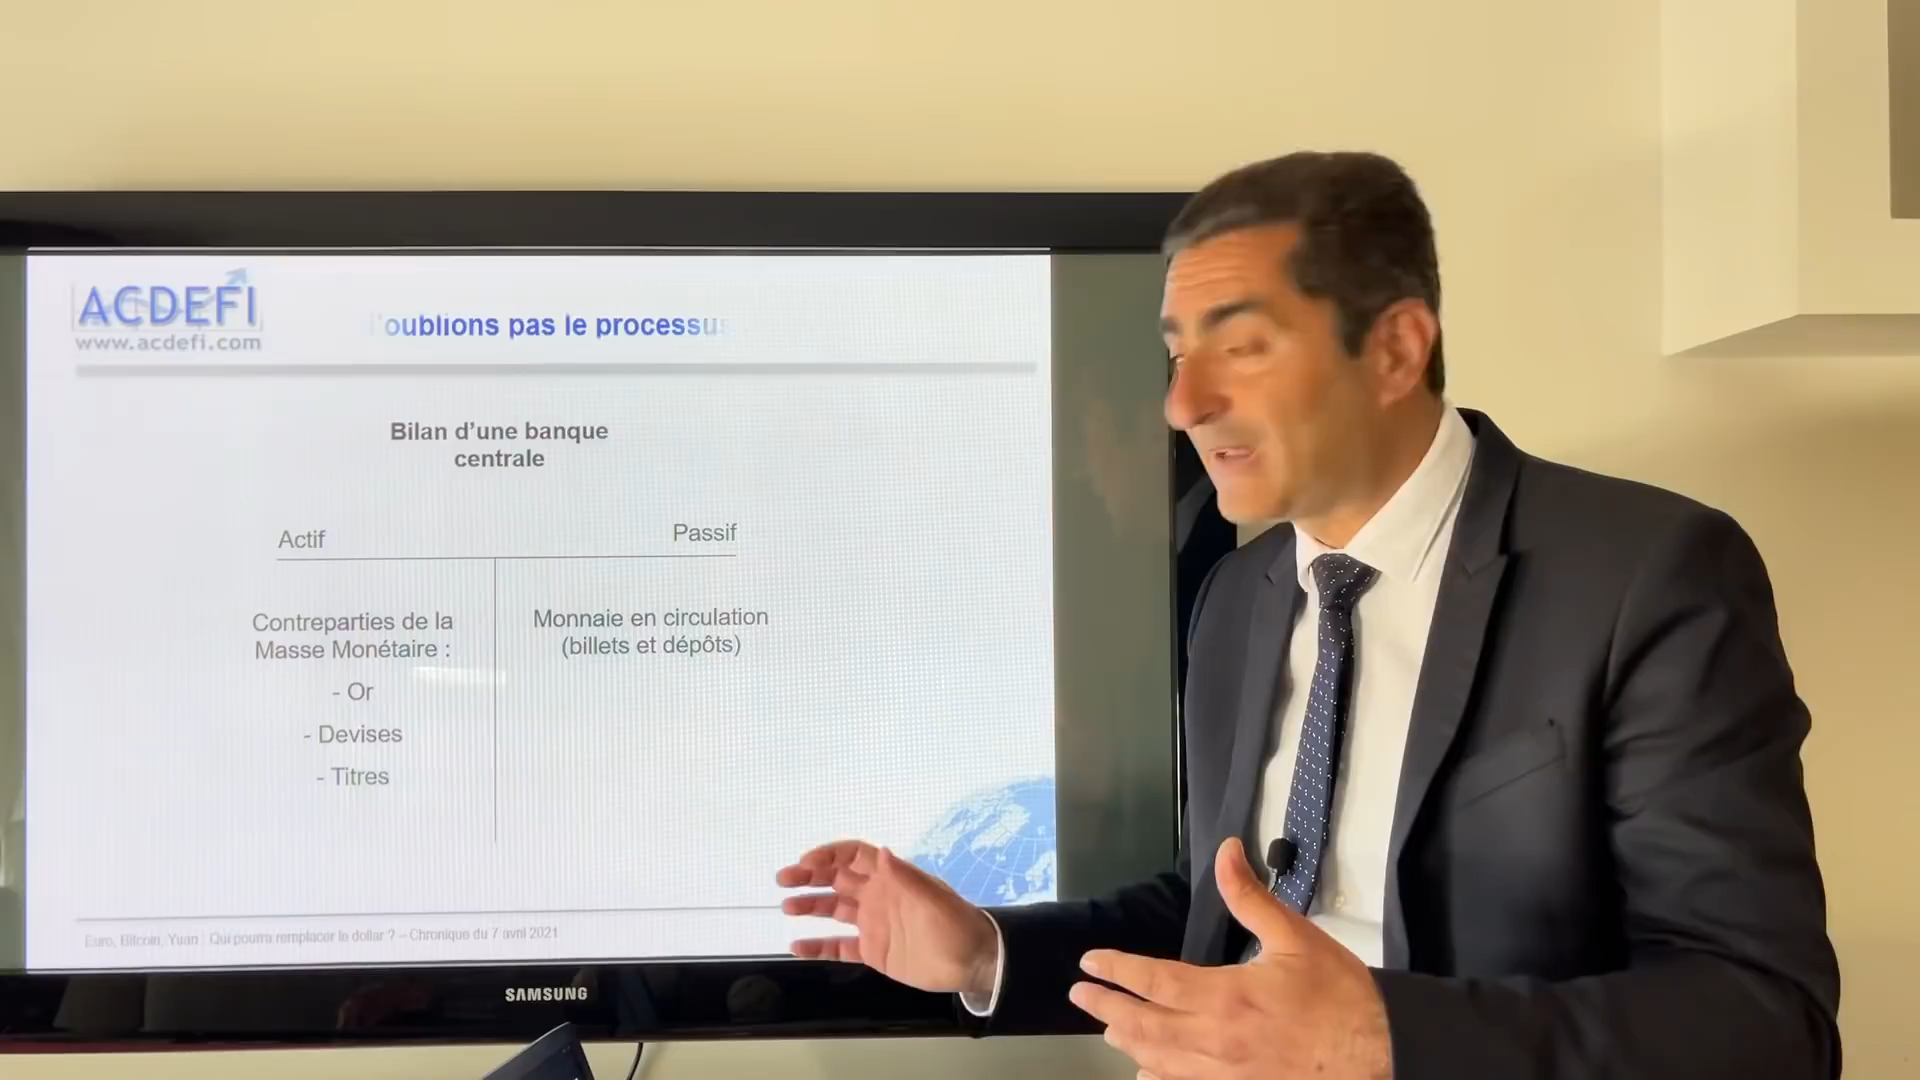 ACDEFI
www.acdefi.com
'oublions pas le processus
Bilan d'une banque
centrale
Actif
Passif
Contreparties de la
Masse Monétaire :
- Or
- Devises
- Titres
Monnaie en circulation
(billets et dépôts)
Euro, Bitcoin, Yuan : Qui pourra remplacer le dollar ? – Chronique du 7 avril 2021
SAMSUNG